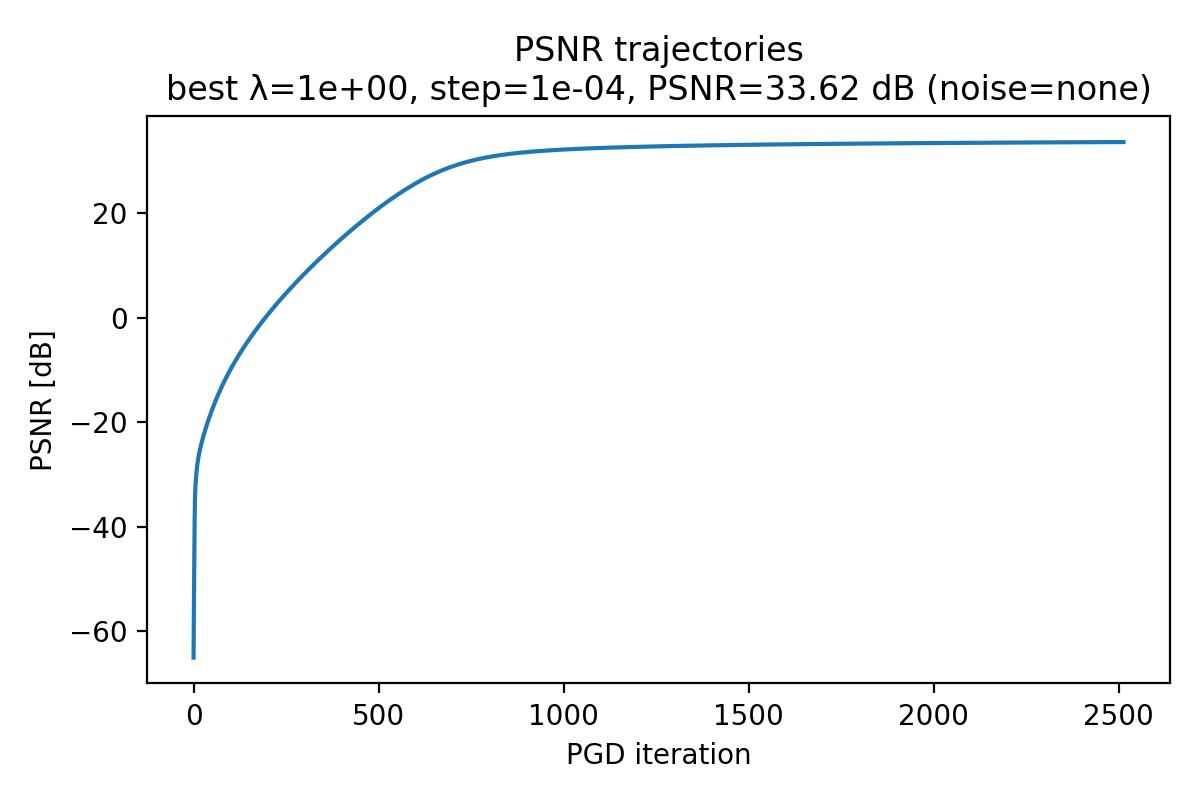 PSNR trajectories
best λ=1e+00, step=1e-04, PSNR=33.62 dB (noise=none)
PSNR [dB]
20
0
−20
−40
−60
0 500 1000 1500 2000 2500
PGD iteration